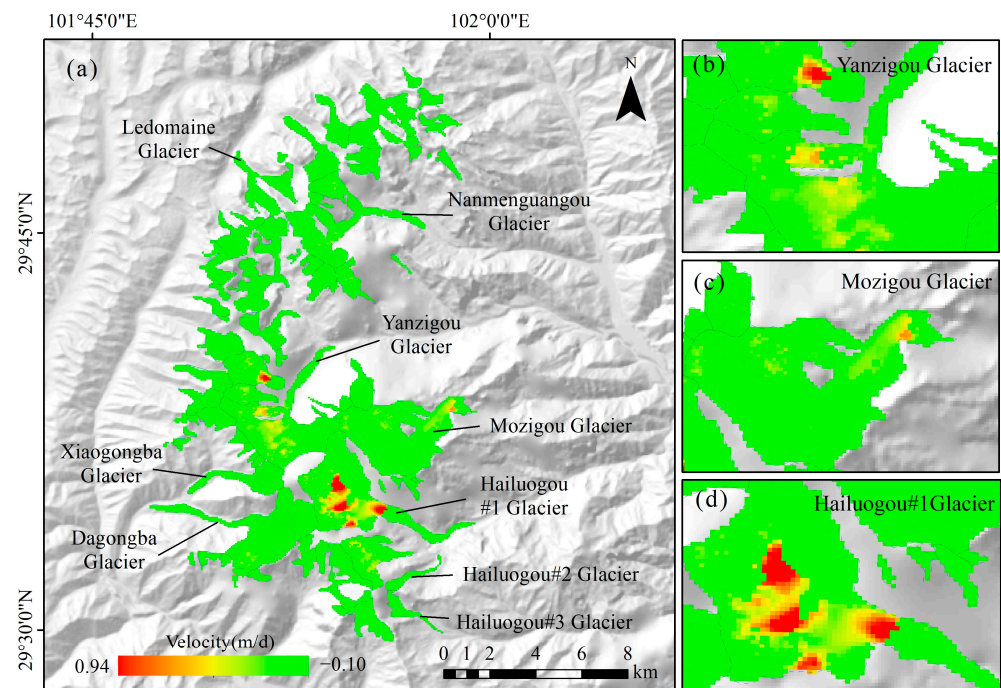 101°45'0"E
102°0'0"E
(a)
N
Ledomaine
Glacier
Nanmenguangou
Glacier
29°45'0"N
Yanzigou
Glacier
Mozigou Glacier
Xiaogongba
Glacier
Hailuogou
#1 Glacier
Dagongba
Glacier
Hailuogou#2 Glacier
Hailuogou#3 Glacier
29°30'0"N
Velocity(m/d)
0.94
−0.10
0 1 2 4 6 8
km
(b)
Yanzigou Glacier
(c)
Mozigou Glacier
(d)
Hailuogou#1Glacier